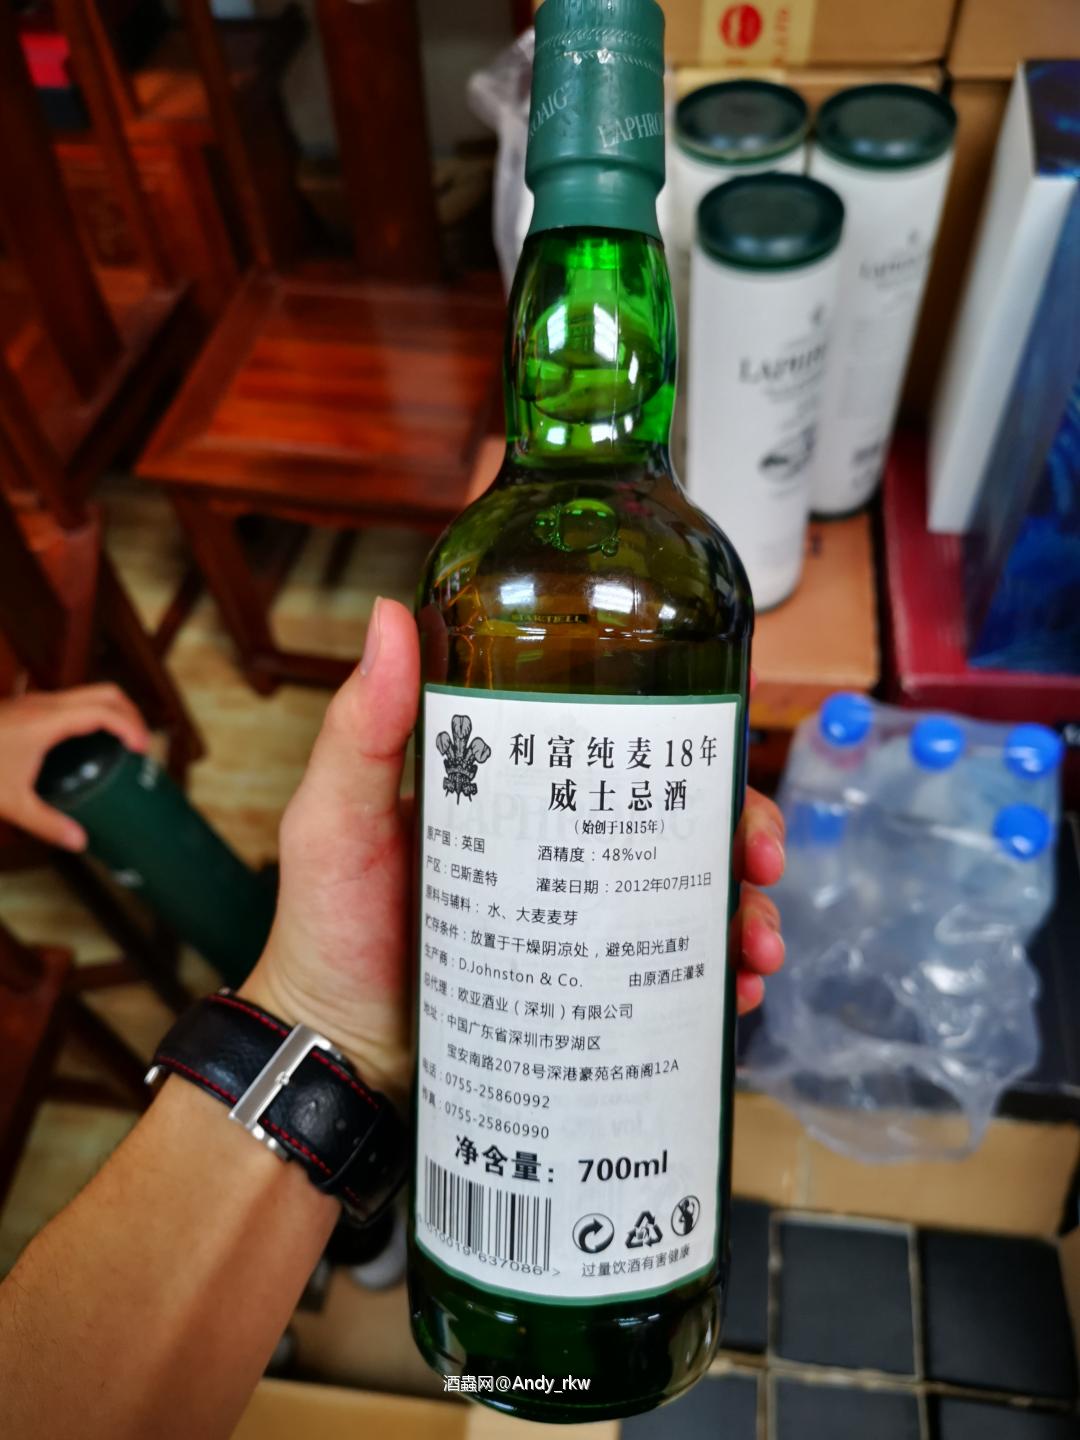 LAPHRO
LAPHR
MARTELL
利富纯麦18年
威士忌酒
(始创于1815年)
原产国：英国
酒精度：48%vol
产区：巴斯盖特
灌装日期：2012年07月11日
原料与辅料：水、大麦麦芽
贮存条件：放置于干燥阴凉处，避免阳光直射
生产商：D.Johnston & Co.
由原酒庄灌装
总代理：欧亚酒业（深圳）有限公司
地址：中国广东省深圳市罗湖区
宝安南路2078号深港豪苑名商阁12A
电话：0755-25860992
传真：0755-25860990
净含量：700ml
过量饮酒有害健康
酒蟲网@Andy_rkw